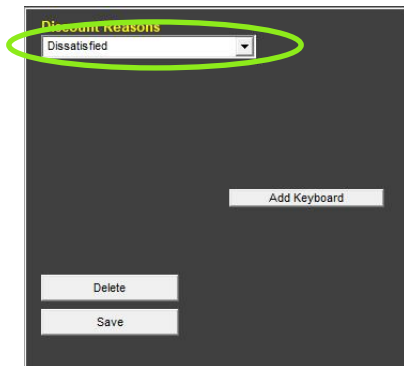 Discount Reasons
Dissatisfied
Add Keyboard
Delete
Save